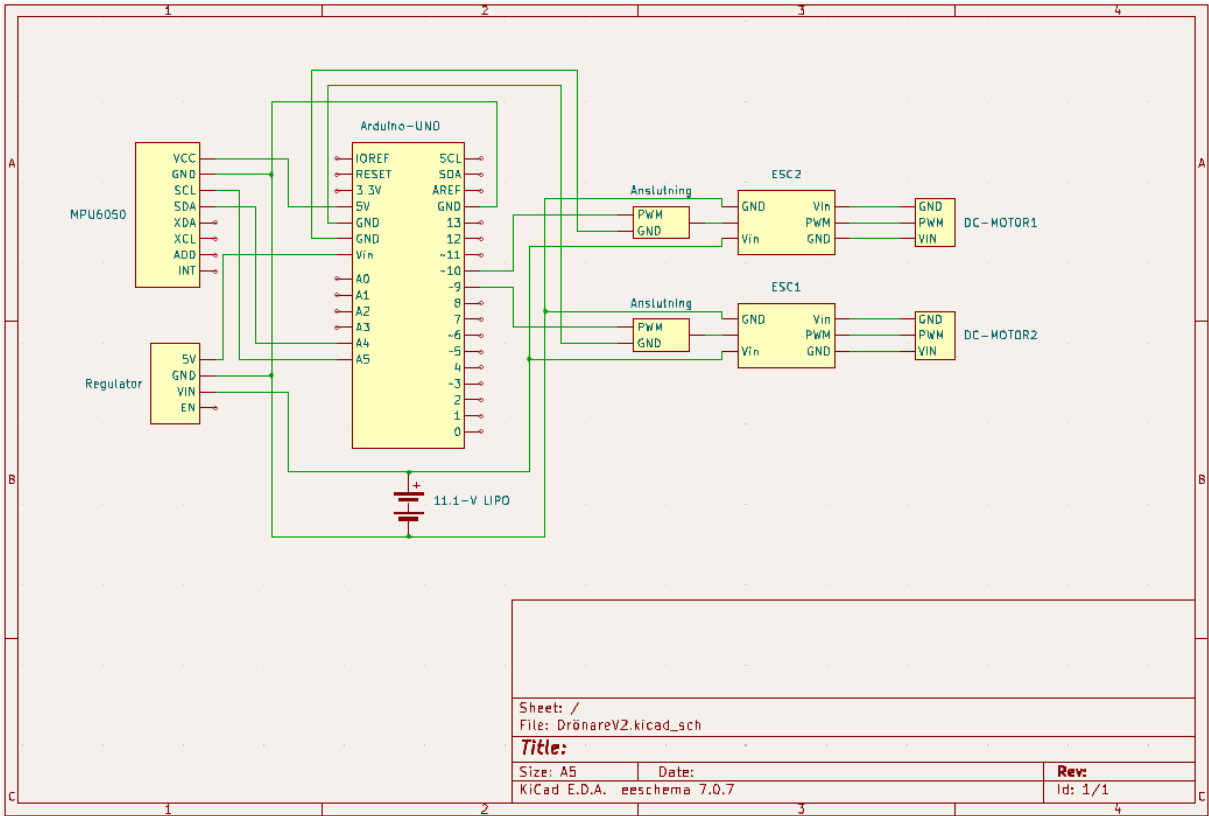 1 2 3 4
A A
B B
C C
Arduino-UNO
MPU6050
VCC
GND
SCL
SDA
XDA
XCL
ADD
INT
Regulator
5V
GND
VIN
EN
IOREF
RESET
3.3V
5V
GND
GND
Vin
A0
A1
A2
A3
A4
A5
SCL
SDA
AREF
GND
13
12
~11
~10
~9
8
7
~6
~5
4
~3
2
1
0
Anslutning
PWM
GND
ESC2
GND
Vin
Vin
PWM
GND
GND
PWM
VIN
DC-MOTOR1
Anslutning
PWM
GND
ESC1
GND
Vin
Vin
PWM
GND
GND
PWM
VIN
DC-MOTOR2
+
11.1-V LIPO
Sheet: /
File: DrönareV2.kicad_sch
Title:
Size: A5 Date: Rev:
KiCad E.D.A. eeschema 7.0.7 Id: 1/1
1 2 3 4